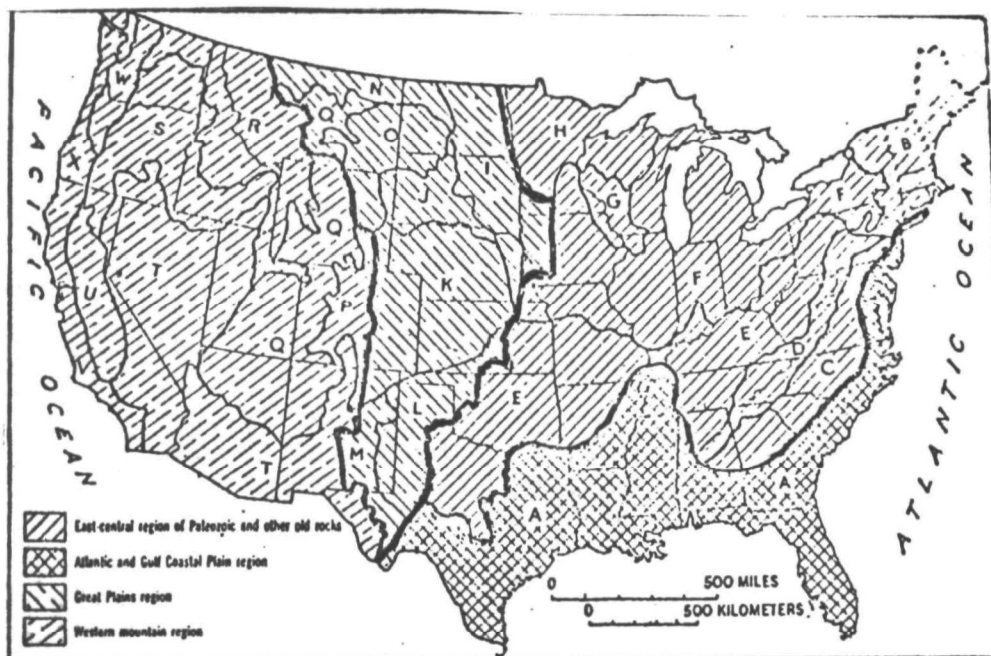 PACIFIC
OCEAN
ATLANTIC OCEAN
W
X
S
R
Q
N
O
I
H
G
B
F
T
U
Q
P
K
F
E
D
C
Q
E
L
M
T
A
A
East-central region of Paleozoic and other old rocks
Atlantic and Gulf Coastal Plain region
Great Plains region
Western mountain region
0 500 MILES
0 500 KILOMETERS